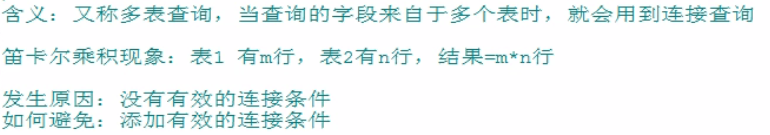 含义：又称多表查询，当查询的字段来自于多个表时，就会用到连接查询
笛卡尔乘积现象：表1 有m行，表2有n行，结果=m*n行
发生原因：没有有效的连接条件
如何避免：添加有效的连接条件